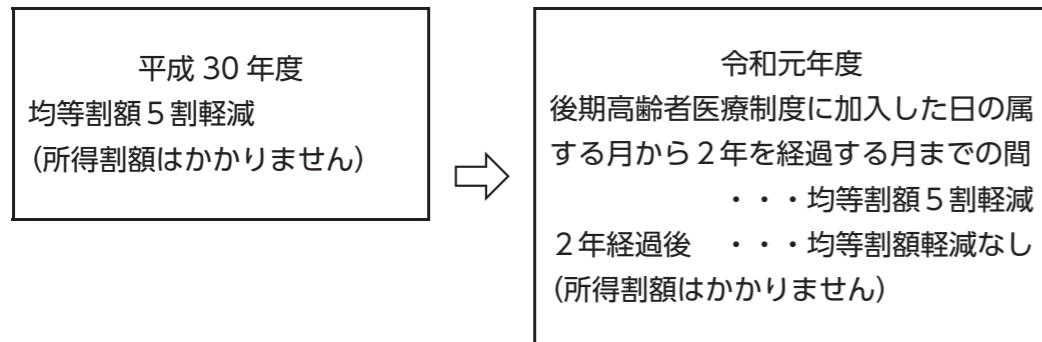 平成 30 年度
均等割額５割軽減
（所得割額はかかりません）
令和元年度
後期高齢者医療制度に加入した日の属
する月から２年を経過する月までの間
・・・均等割額５割軽減
２年経過後　・・・均等割額軽減なし
（所得割額はかかりません）